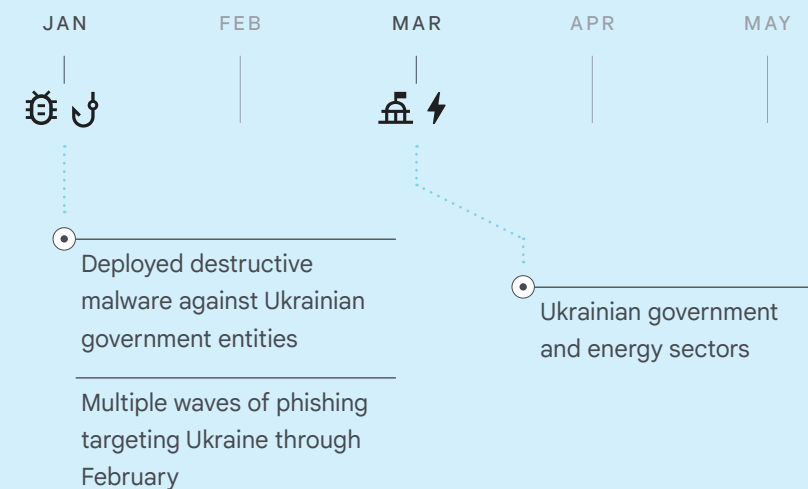 JAN
FEB
MAR
APR
MAY
Deployed destructive
malware against Ukrainian
government entities
Multiple waves of phishing
targeting Ukraine through
February
Ukrainian government
and energy sectors